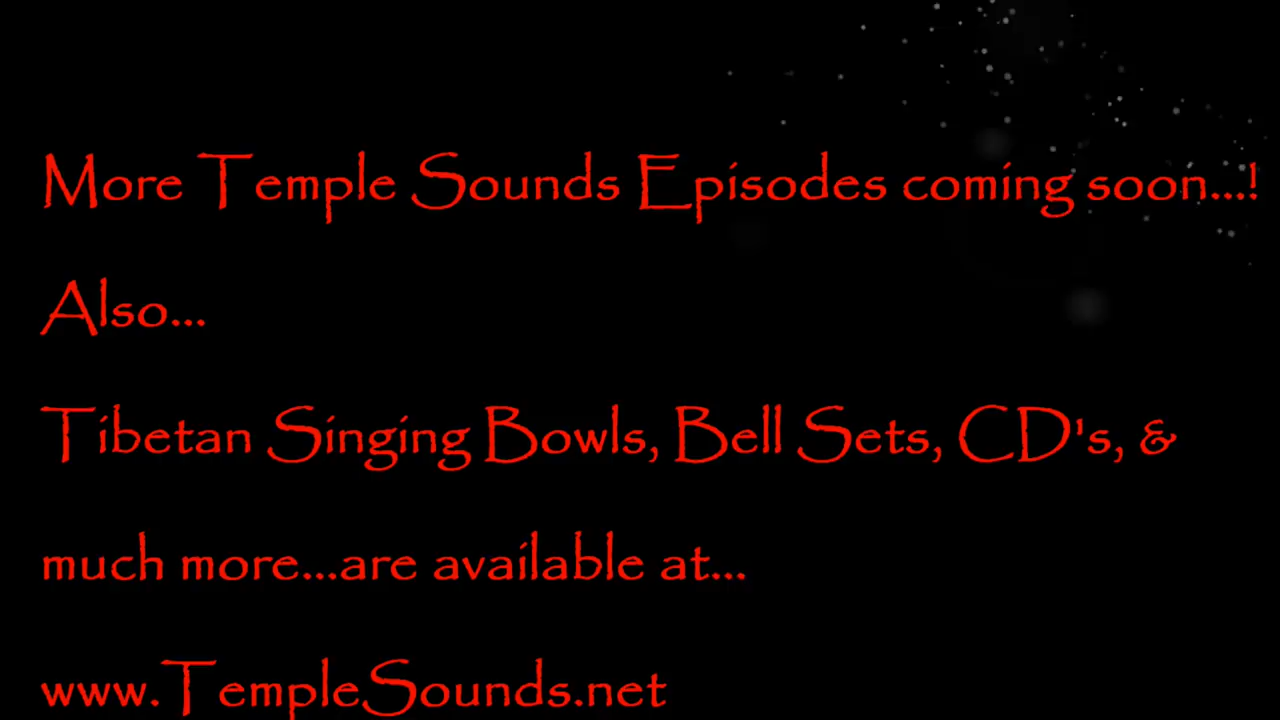 More Temple Sounds Episodes coming soon...!
Also...
Tibetan Singing Bowls, Bell Sets, CD's, &
much more...are available at...
www.TempleSounds.net